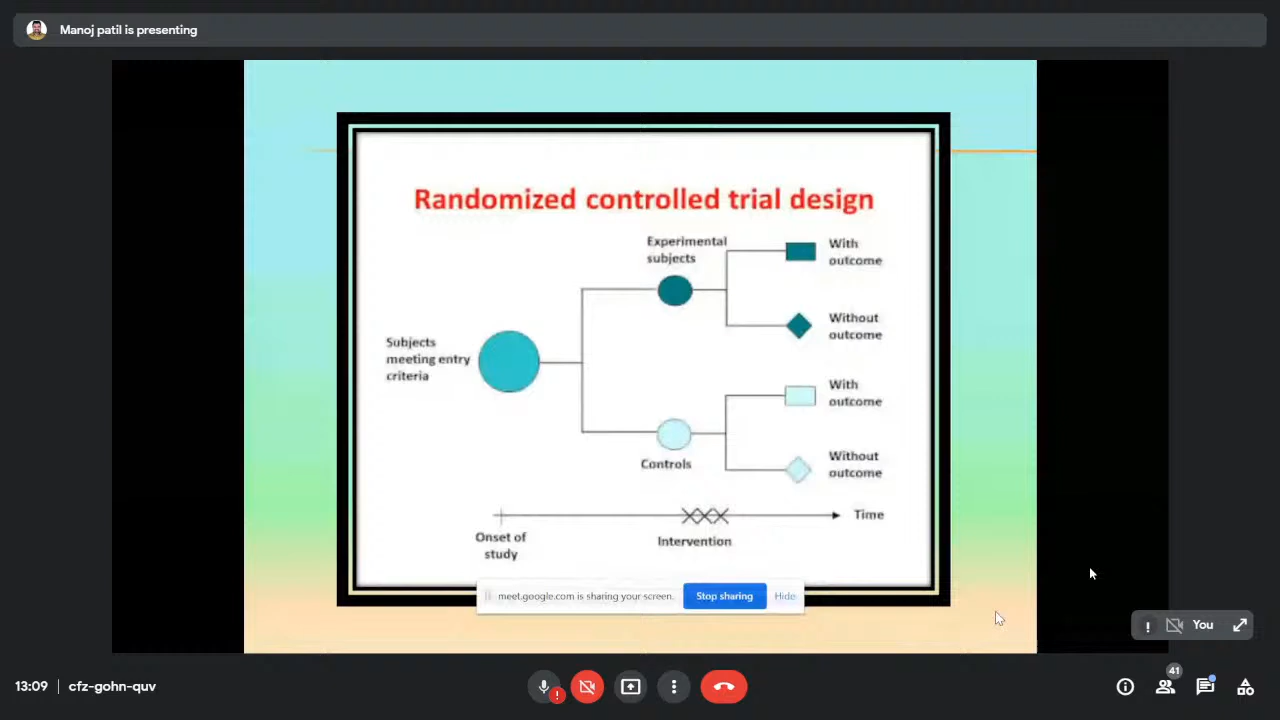 Manoj patil is presenting
Randomized controlled trial design
Experimental
subjects
With
outcome
Without
outcome
Subjects
meeting entry
criteria
With
outcome
Controls
Without
outcome
Time
Onset of
study
Intervention
meet.google.com is sharing your screen.
Stop sharing
Hide
You
13:09 | cfz-gohn-quv
41